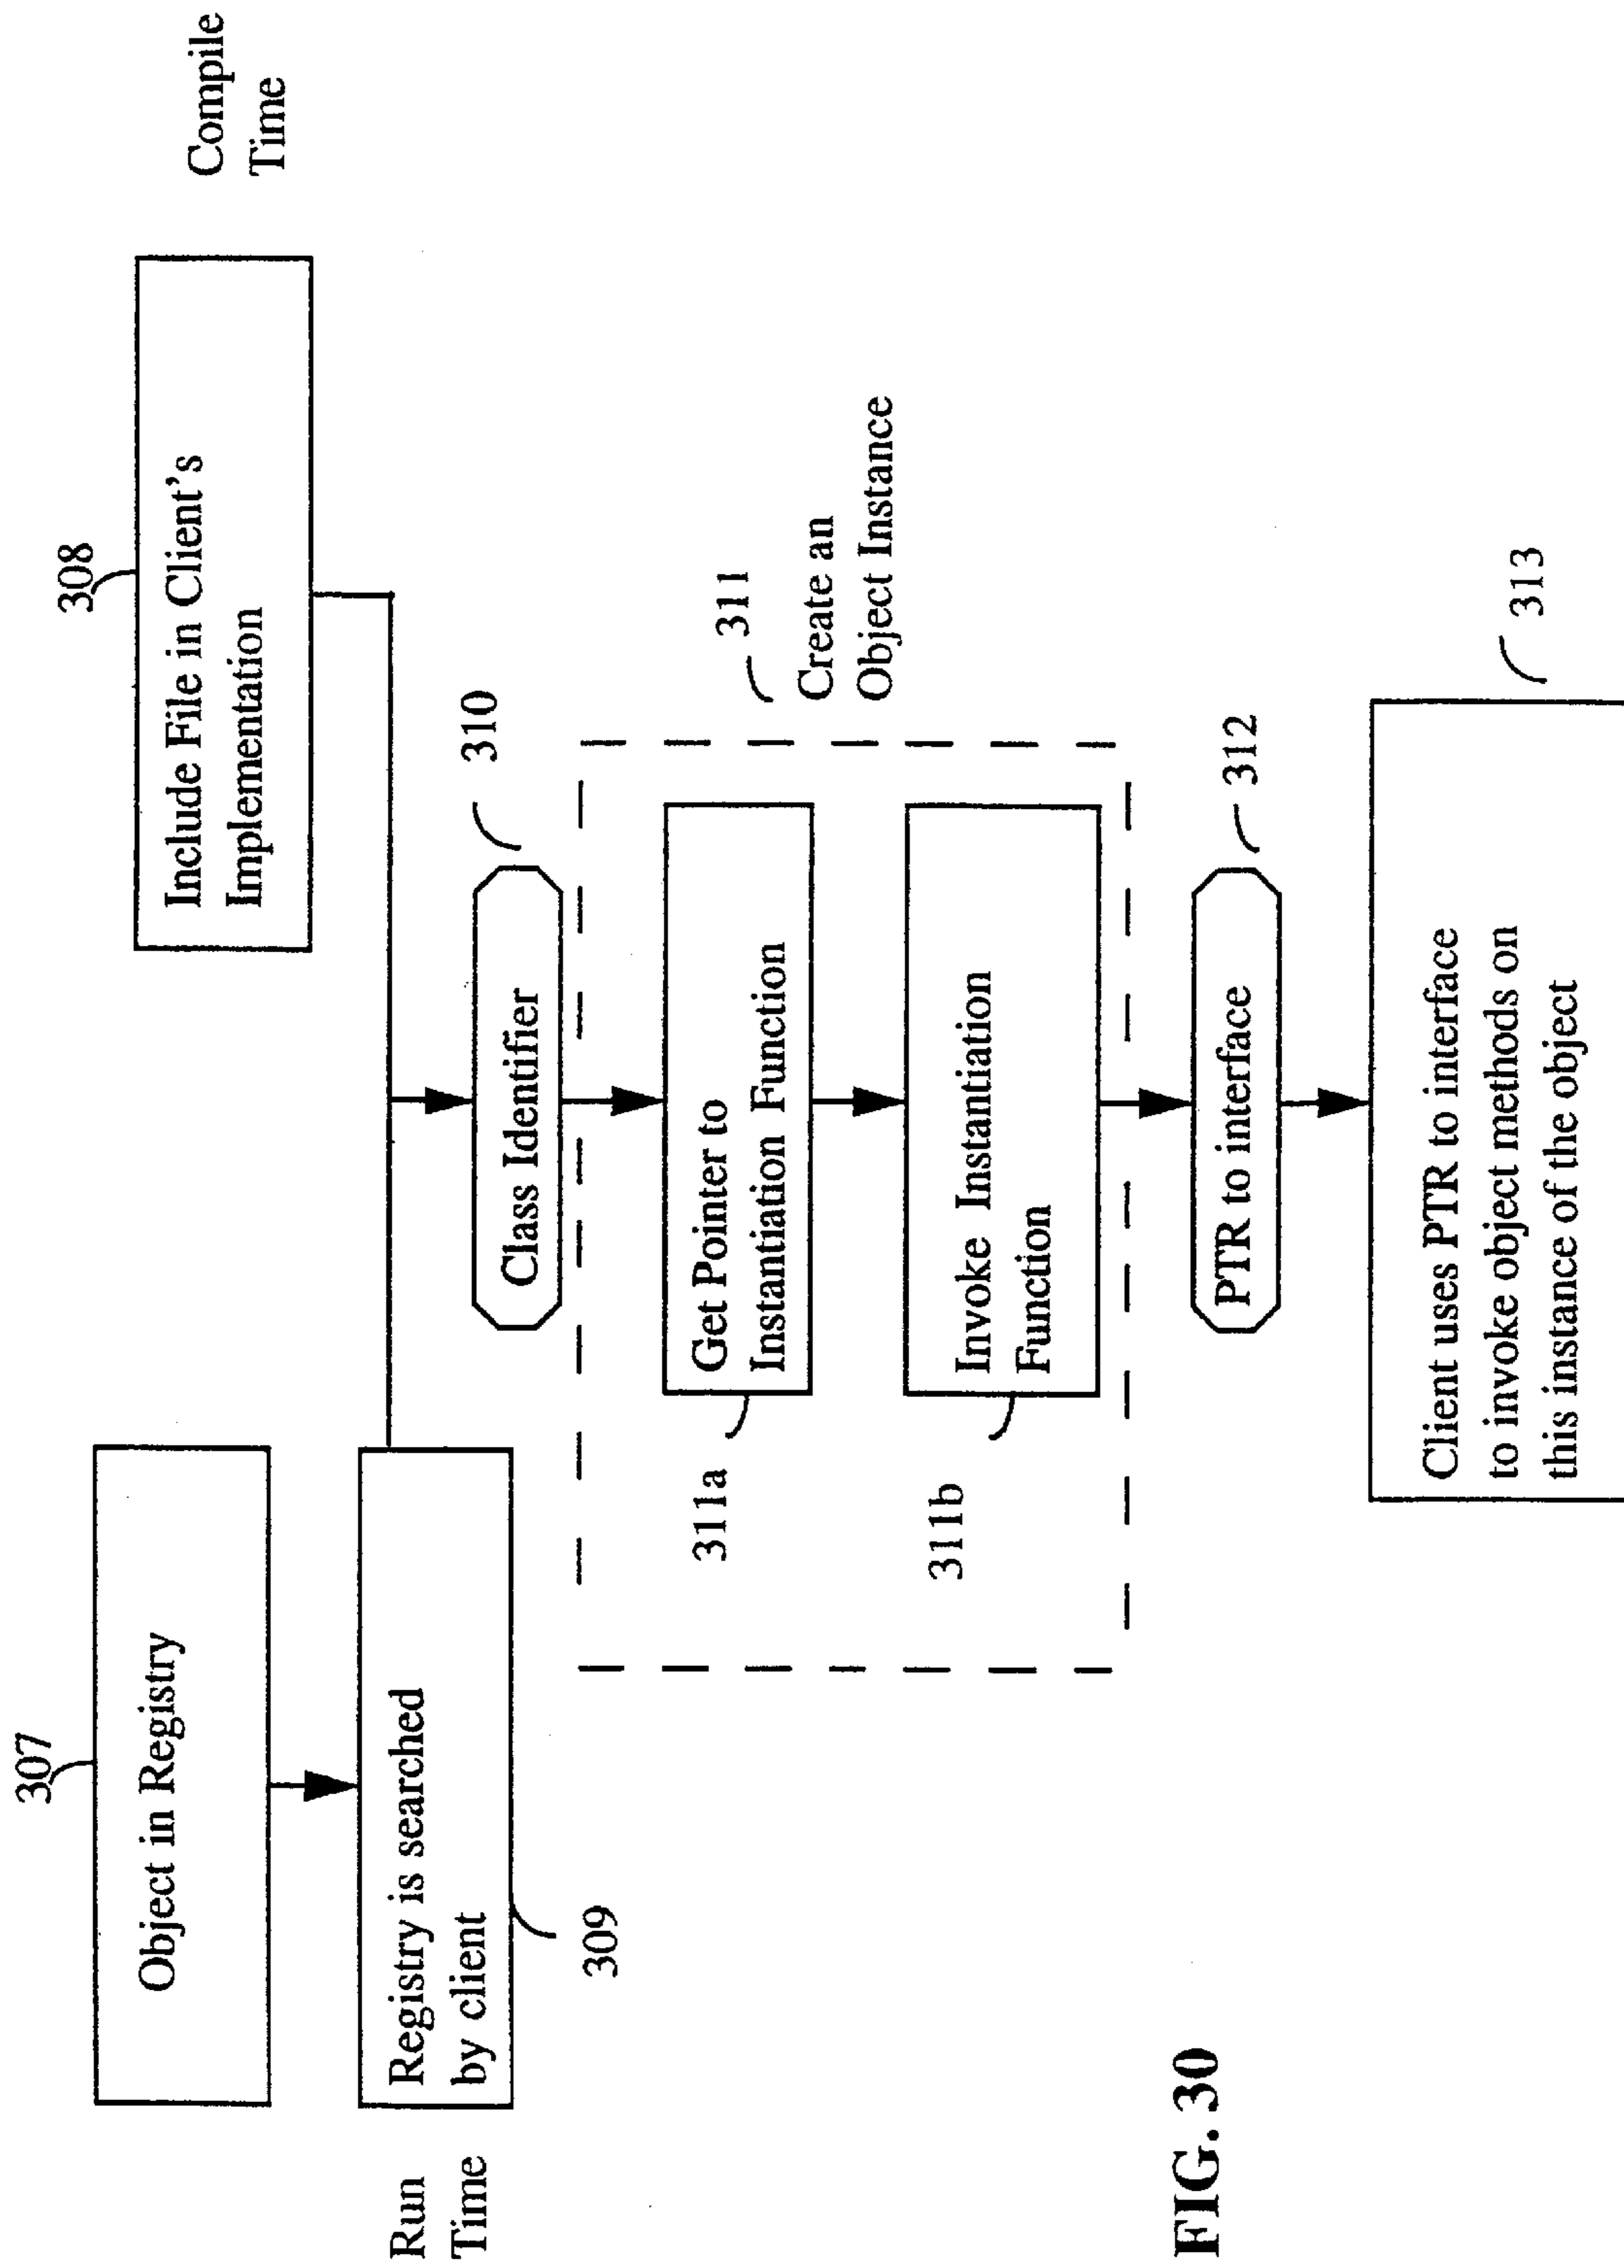 307
Object in Registry
308
Include File in Client's
Implementation
Compile
Time
Run
Time
Registry is searched
by client
309
310
Class Identifier
311
Create an
Object Instance
311a
Get Pointer to
Instantiation Function
311b
Invoke Instantiation
Function
312
PTR to interface
313
Client uses PTR to interface
to invoke object methods on
this instance of the object
FIG. 30